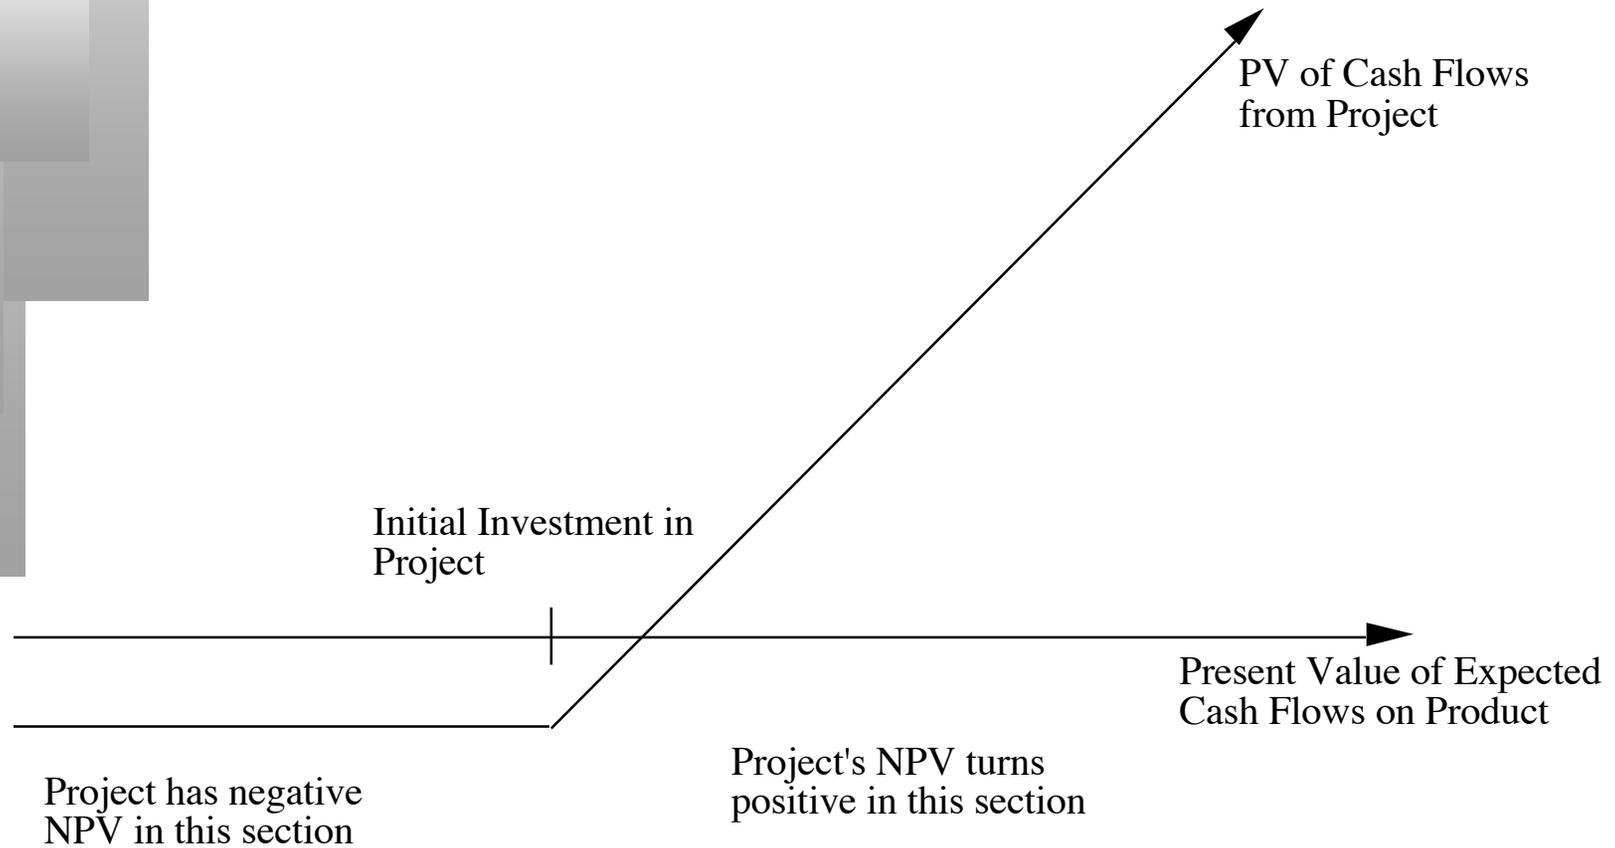 PV of Cash Flows
from Project
Initial Investment in
Project
Present Value of Expected
Cash Flows on Product
Project's NPV turns
positive in this section
Project has negative
NPV in this section